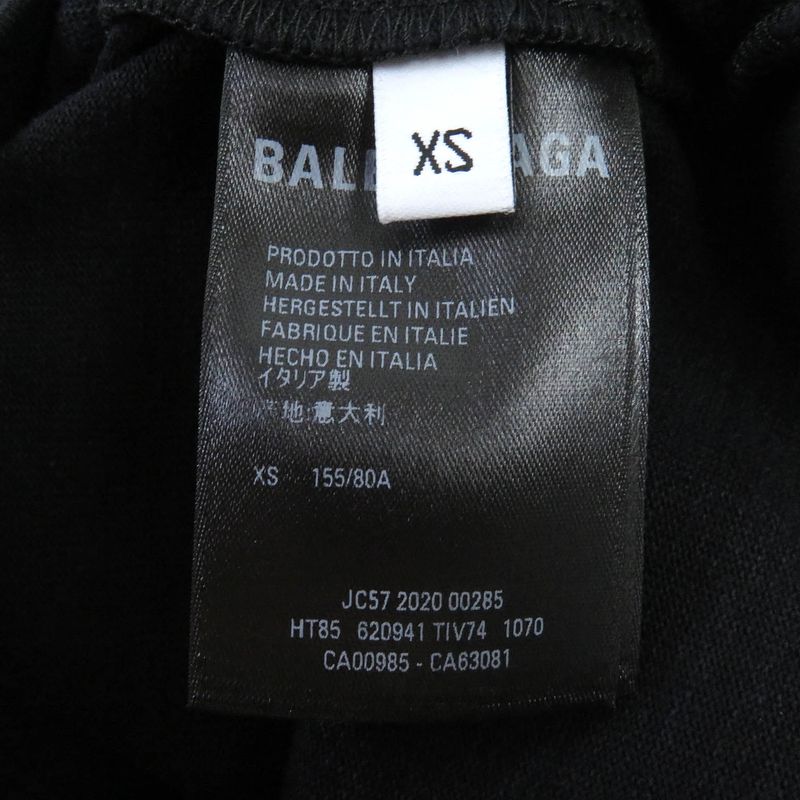 XS
BALE AGA
PRODOTTO IN ITALIA
MADE IN ITALY
HERGESTELLT IN ITALIEN
FABRIQUE EN ITALIE
HECHO EN ITALIA
イタリア製
地:意大利
XS 155/80A
JC57 2020 00285
HT85 620941 TIV74 1070
CA00985 - CA63081